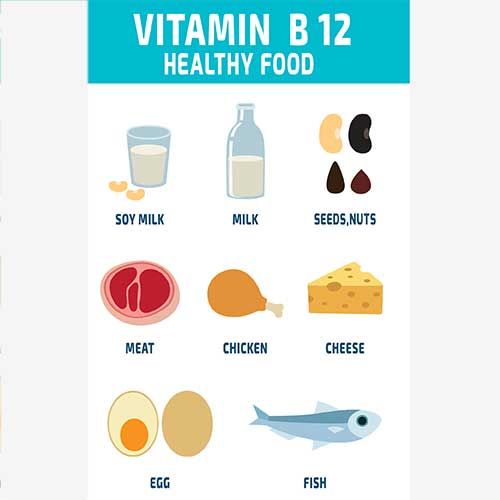 VITAMIN B 12
HEALTHY FOOD
SOY MILK
MILK
SEEDS,NUTS
MEAT
CHICKEN
CHEESE
EGG
FISH